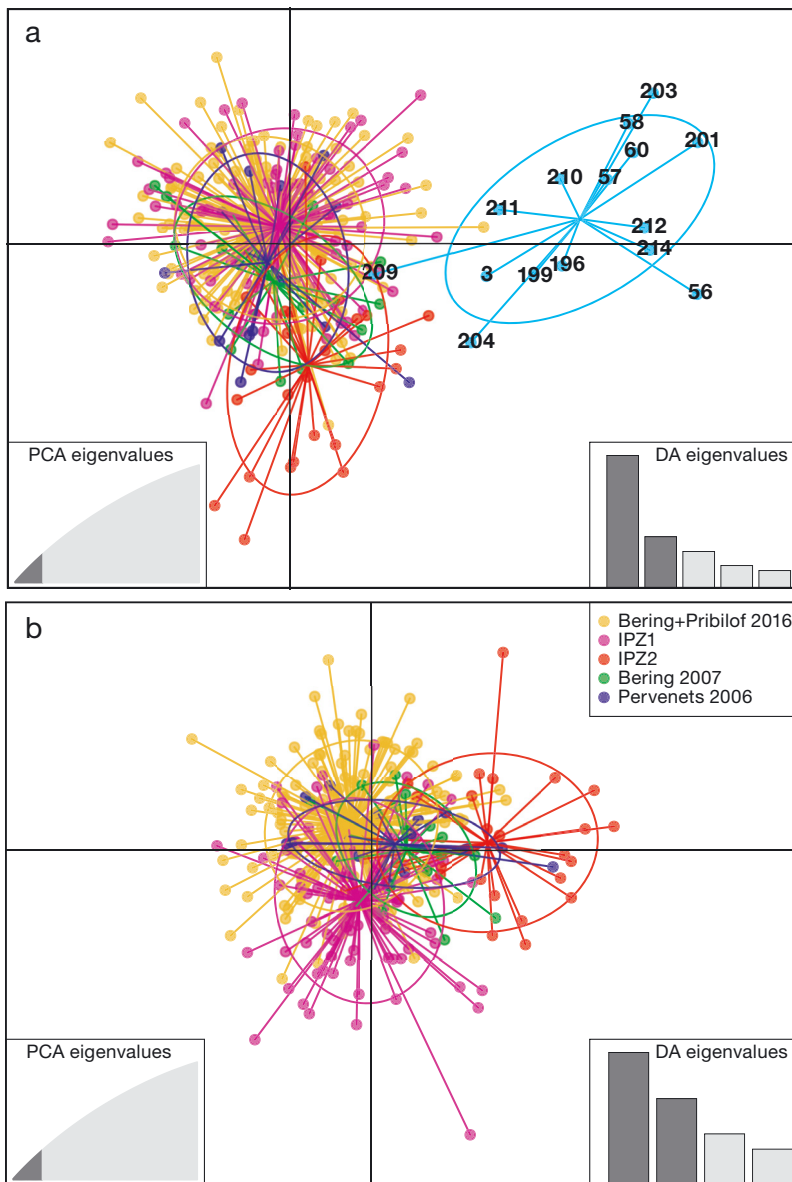 a
203
58
201
60
210
57
211
212
214
209
3
199
196
56
204
PCA eigenvalues
DA eigenvalues
b
Bering+Pribilof 2016
IPZ1
IPZ2
Bering 2007
Pervenets 2006
PCA eigenvalues
DA eigenvalues